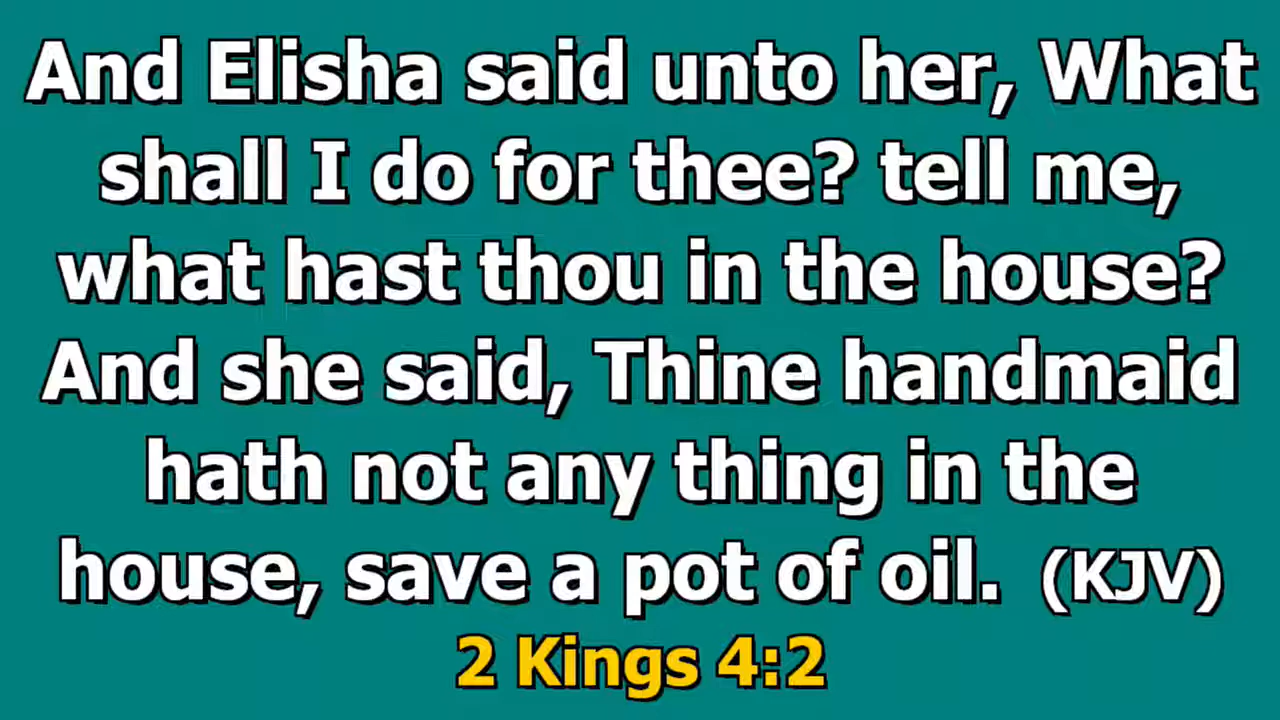 And Elisha said unto her, What
shall I do for thee? tell me,
what hast thou in the house?
And she said, Thine handmaid
hath not any thing in the
house, save a pot of oil. (KJV)
2 Kings 4:2